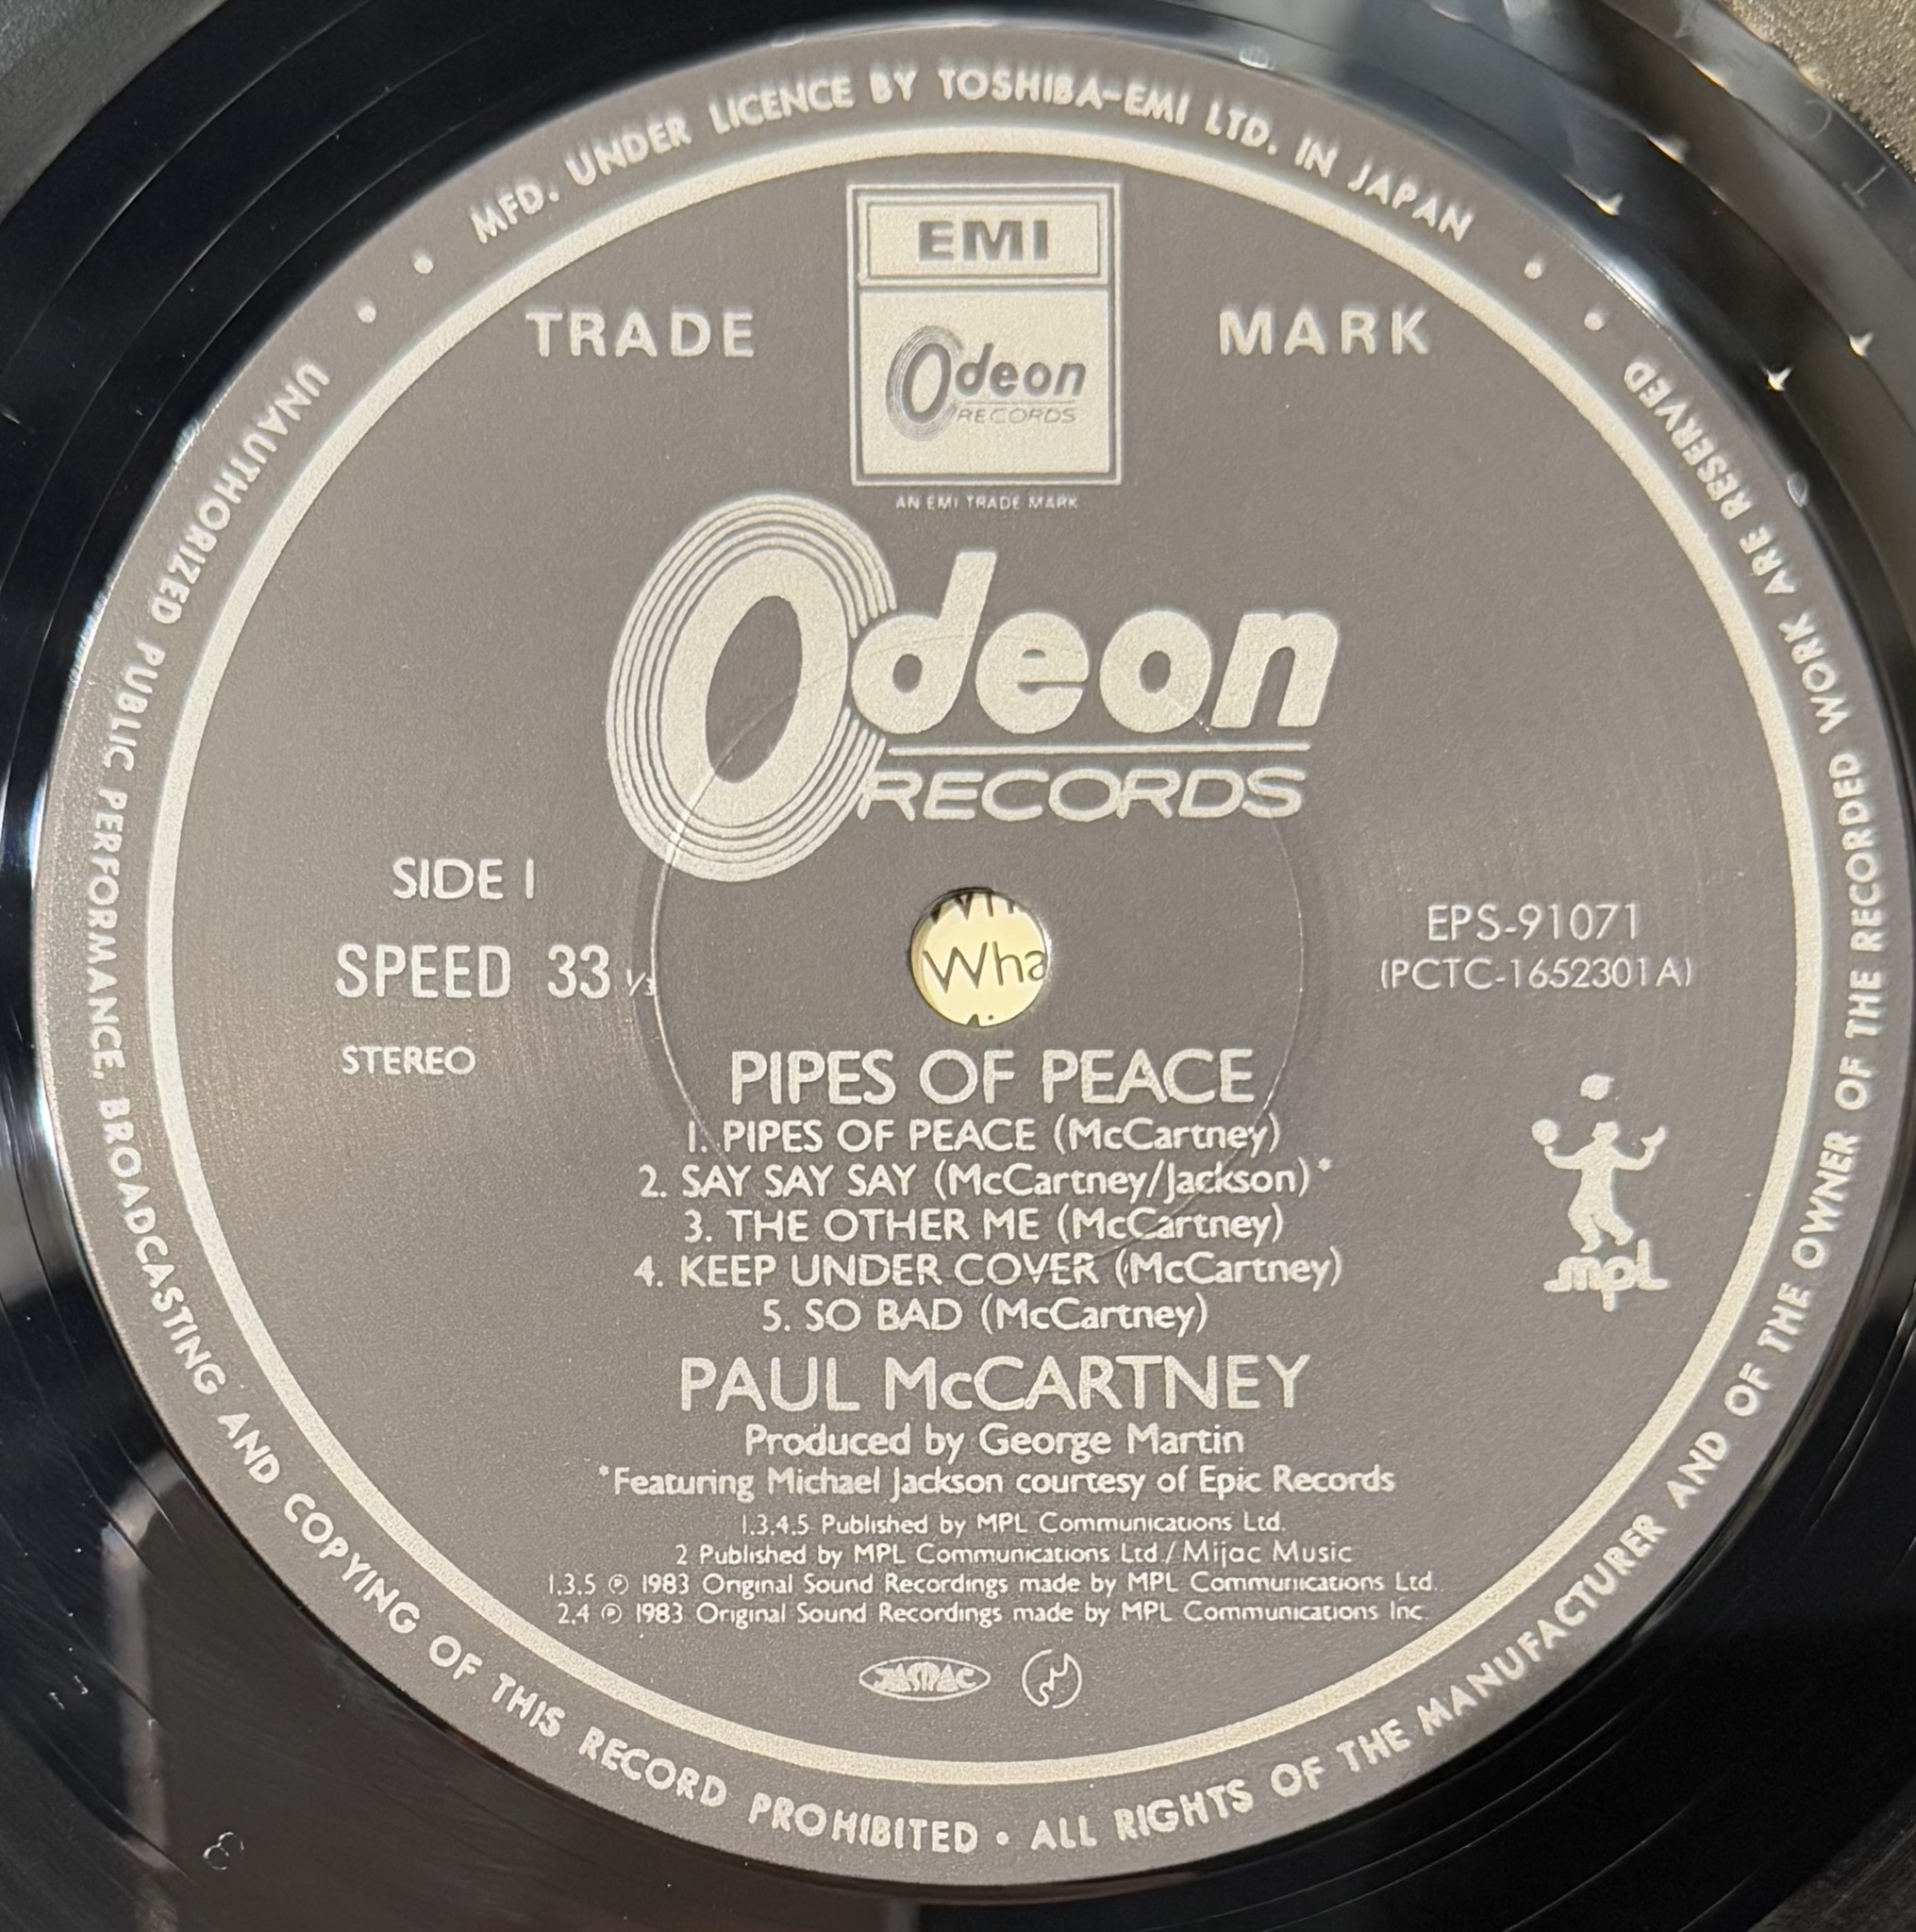 MFD. UNDER LICENCE BY TOSHIBA-EMI LTD. IN JAPAN
EMI
TRADE MARK
Odeon
RECORDS
AN EMI TRADE MARK
Odeon
RECORDS
SIDE 1
SPEED 33 1/3
STEREO
EPS-91071
(PCTC-1652301A)
Wha
PIPES OF PEACE
1. PIPES OF PEACE (McCartney)
2. SAY SAY SAY (McCartney/Jackson)*
3. THE OTHER ME (McCartney)
4. KEEP UNDER COVER (McCartney)
5. SO BAD (McCartney)
mpl
PAUL McCARTNEY
Produced by George Martin
*Featuring Michael Jackson courtesy of Epic Records
1.3.4.5 Published by MPL Communications Ltd.
2 Published by MPL Communications Ltd./Mijac Music
1.3.5 ℗ 1983 Original Sound Recordings made by MPL Communications Ltd.
2.4 ℗ 1983 Original Sound Recordings made by MPL Communications Inc.
JASRAC
UNAUTHORIZED PUBLIC PERFORMANCE, BROADCASTING AND COPYING OF THIS RECORD PROHIBITED • ALL RIGHTS OF THE MANUFACTURER AND OF THE OWNER OF THE RECORDED WORK ARE RESERVED
3